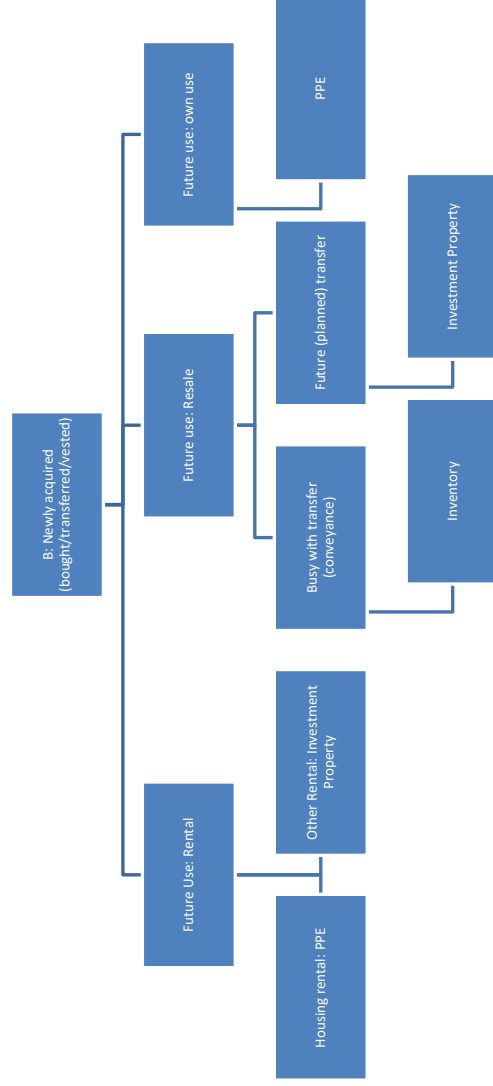 B: Newly acquired
(bought/transferred/vested)
Future Use: Rental
Future use: Resale
Future use: own use
Housing rental: PPE
Other Rental: Investment
Property
Busy with transfer
(conveyance)
Future (planned) transfer
PPE
Inventory
Investment Property